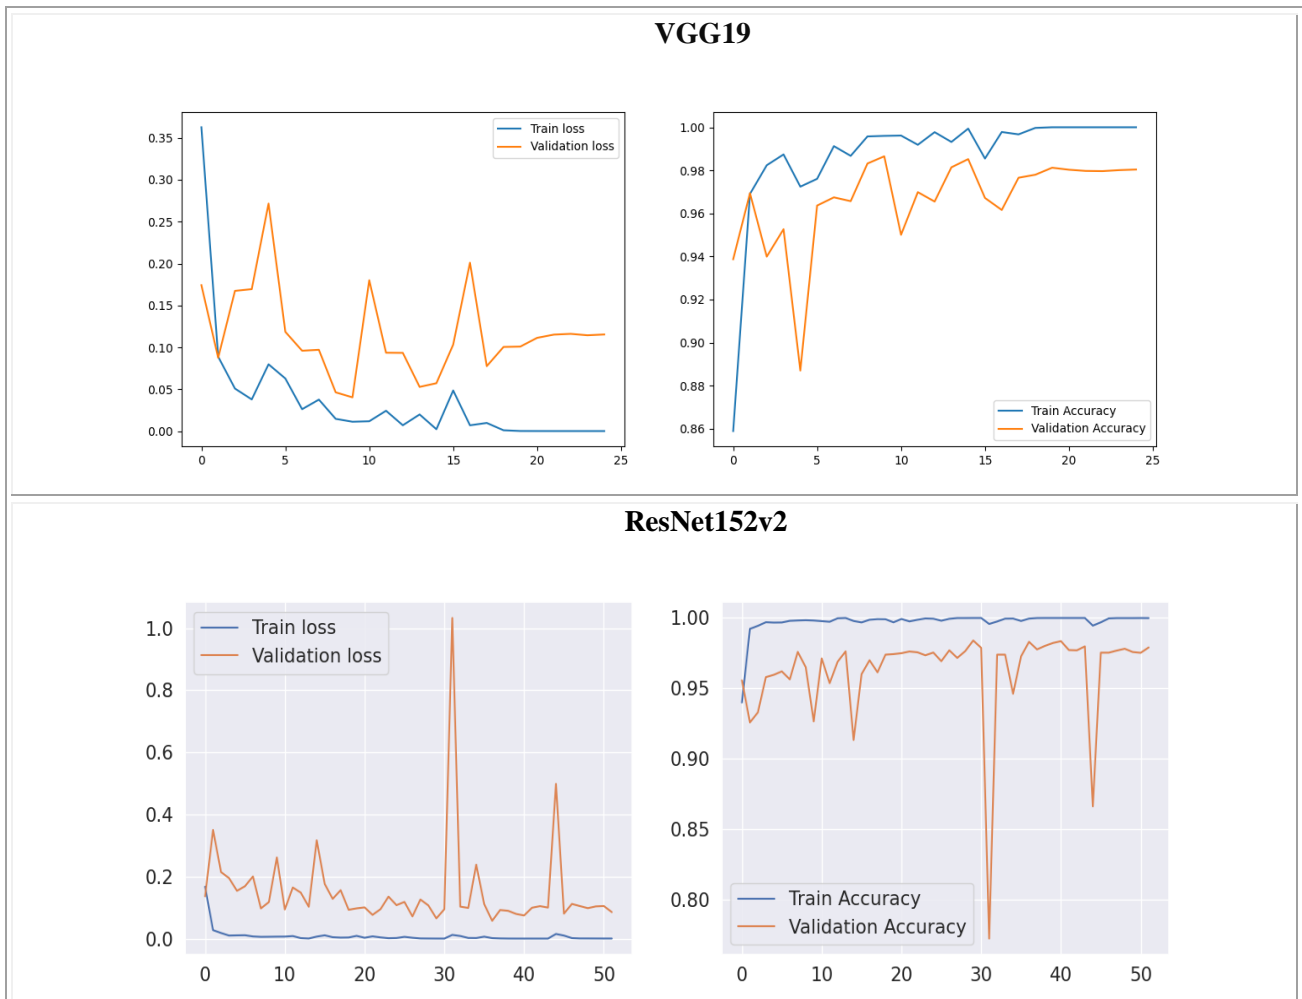 VGG19
0.35
0.30
0.25
0.20
0.15
0.10
0.05
0.00
Train loss
Validation loss
0 5 10 15 20 25
1.00
0.98
0.96
0.94
0.92
0.90
0.88
0.86
Train Accuracy
Validation Accuracy
0 5 10 15 20 25
ResNet152v2
1.0
0.8
0.6
0.4
0.2
0.0
Train loss
Validation loss
0 10 20 30 40 50
1.00
0.95
0.90
0.85
0.80
Train Accuracy
Validation Accuracy
0 10 20 30 40 50